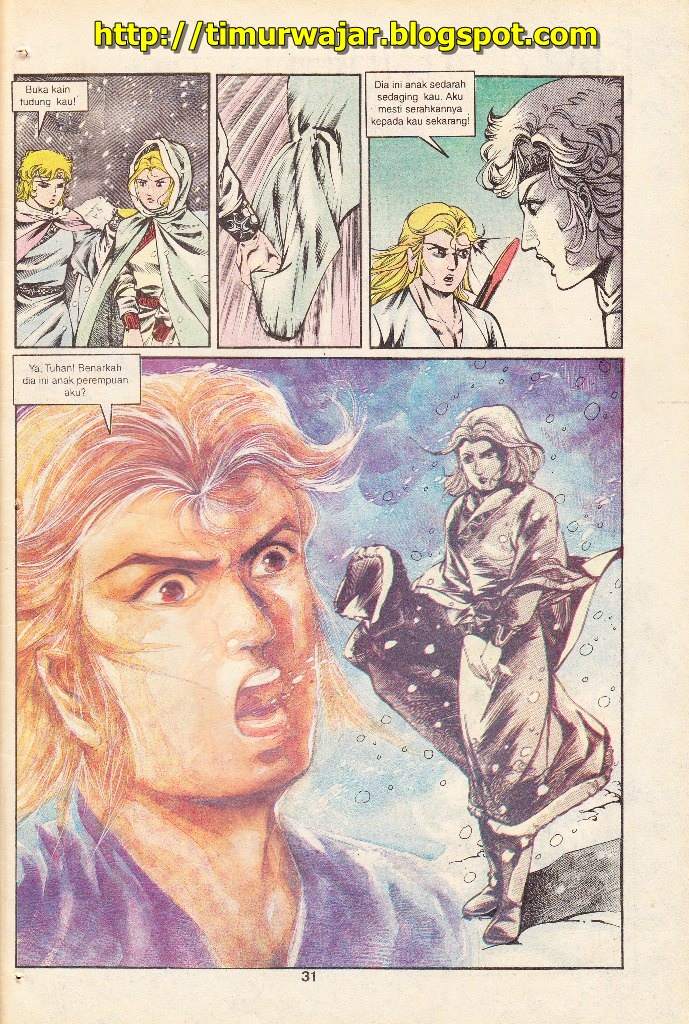 http://timurwajar.blogspot.com
Buka kain
tudung kau!
Dia ini anak sedarah
sedaging kau. Aku
mesti serahkannya
kepada kau sekarang!
Ya, Tuhan! Benarkah
dia ini anak perempuan
aku?
31